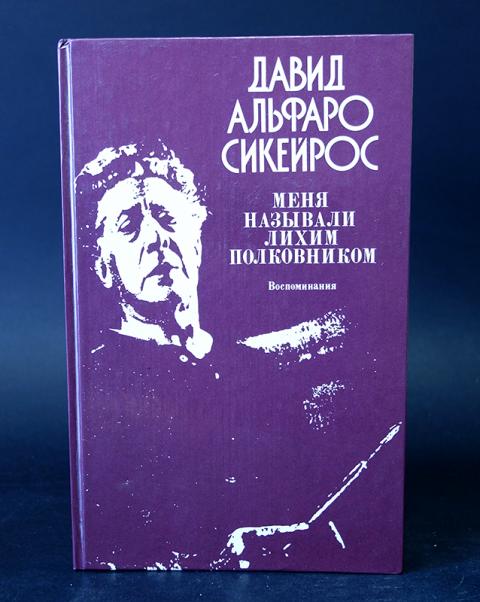 ДАВИД
АЛЬФАРО
СИКЕЙРОС
МЕНЯ
НАЗЫВАЛИ
ЛИХИМ
ПОЛКОВНИКОМ
Воспоминания